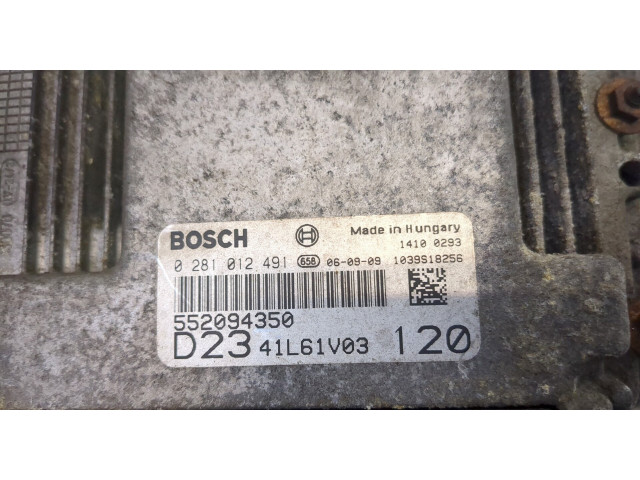 BOSCH Made in Hungary
1410 0293
0 281 012 491 658 06-09-09 1039S18256
552094350
D23 41L61V03 120